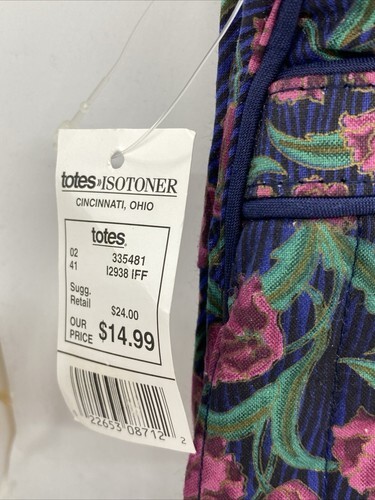 totes»ISOTONER
CINCINNATI, OHIO
totes®
02 335481
41 I2938 IFF
Sugg.
Retail $24.00
OUR
PRICE $14.99
22653 08712 2